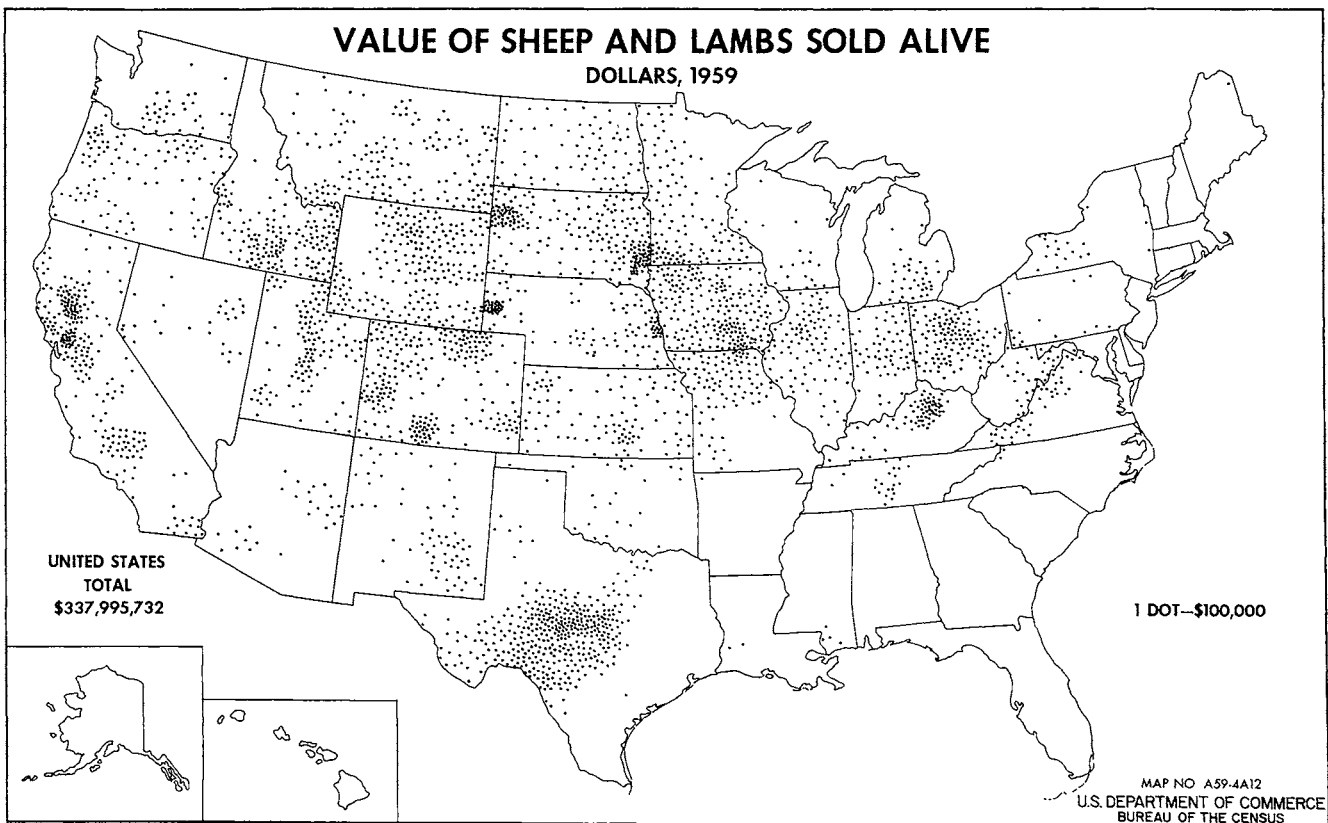 VALUE OF SHEEP AND LAMBS SOLD ALIVE
DOLLARS, 1959
UNITED STATES
TOTAL
$337,995,732
1 DOT—$100,000
MAP NO A59-4A12
U.S. DEPARTMENT OF COMMERCE
BUREAU OF THE CENSUS